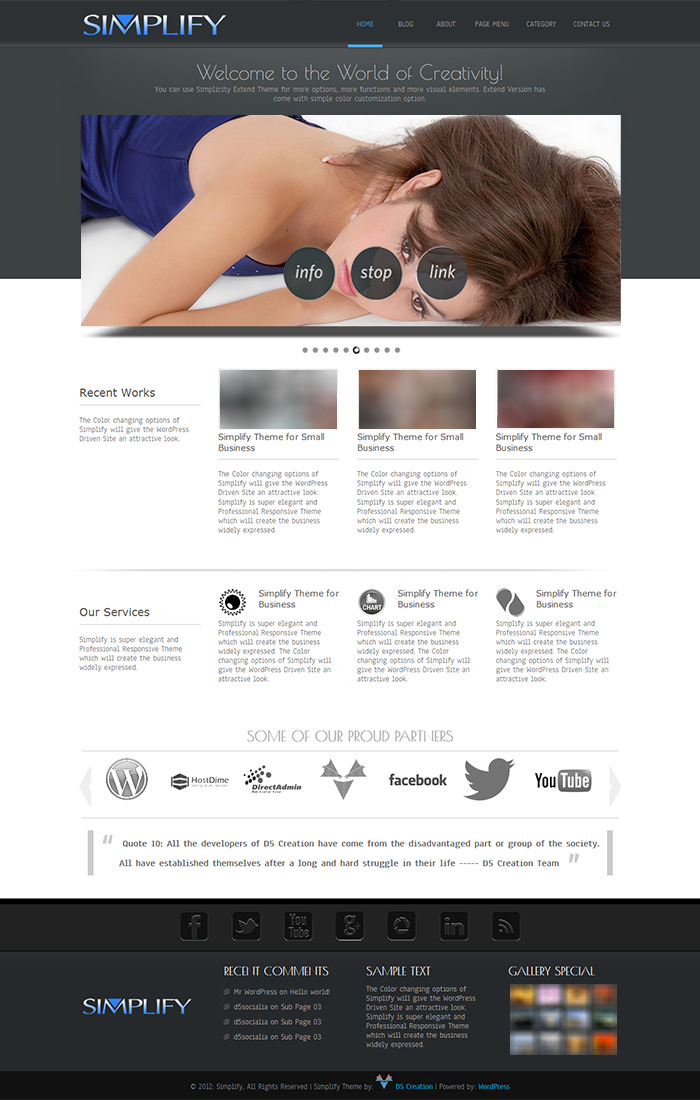 SIMPLIFY
HOME BLOG ABOUT PAGE MENU CATEGORY CONTACT US
Welcome to the World of Creativity!
You can use Simplicity Extend Theme for more options, more functions and more visual elements. Extend Version has
come with simple color customization option.
info stop link
Recent Works
The Color changing options of
Simplify will give the WordPress
Driven Site an attractive look.
Simplify Theme for Small
Business
The Color changing options of
Simplify will give the WordPress
Driven Site an attractive look.
Simplify is super elegant and
Professional Responsive Theme
which will create the business
widely expressed.
Simplify Theme for Small
Business
The Color changing options of
Simplify will give the WordPress
Driven Site an attractive look.
Simplify is super elegant and
Professional Responsive Theme
which will create the business
widely expressed.
Simplify Theme for Small
Business
The Color changing options of
Simplify will give the WordPress
Driven Site an attractive look.
Simplify is super elegant and
Professional Responsive Theme
which will create the business
widely expressed.
Our Services
Simplify is super elegant and
Professional Responsive Theme
which will create the business
widely expressed.
Simplify Theme for
Business
Simplify is super elegant and
Professional Responsive Theme
which will create the business
widely expressed. The Color
changing options of Simplify will
give the WordPress Driven Site an
attractive look.
CHART
Simplify Theme for
Business
Simplify is super elegant and
Professional Responsive Theme
which will create the business
widely expressed. The Color
changing options of Simplify will
give the WordPress Driven Site an
attractive look.
Simplify Theme for
Business
Simplify is super elegant and
Professional Responsive Theme
which will create the business
widely expressed. The Color
changing options of Simplify will
give the WordPress Driven Site an
attractive look.
SOME OF OUR PROUD PARTNERS
W HostDime DirectAdmin facebook YouTube
“ Quote 10: All the developers of D5 Creation have come from the disadvantaged part or group of the society.
All have established themselves after a long and hard struggle in their life ----- D5 Creation Team ”
f You Tube g+ in
SIMPLIFY
RECENT COMMENTS
Mr WordPress on Hello world!
d5socialia on Sub Page 03
d5socialia on Sub Page 03
d5socialia on Sub Page 03
SAMPLE TEXT
The Color changing options of
Simplify will give the WordPress
Driven Site an attractive look.
Simplify is super elegant and
Professional Responsive Theme
which will create the business
widely expressed.
GALLERY SPECIAL
© 2012: Simplify, All Rights Reserved | Simplify Theme by: D5 Creation | Powered by: WordPress